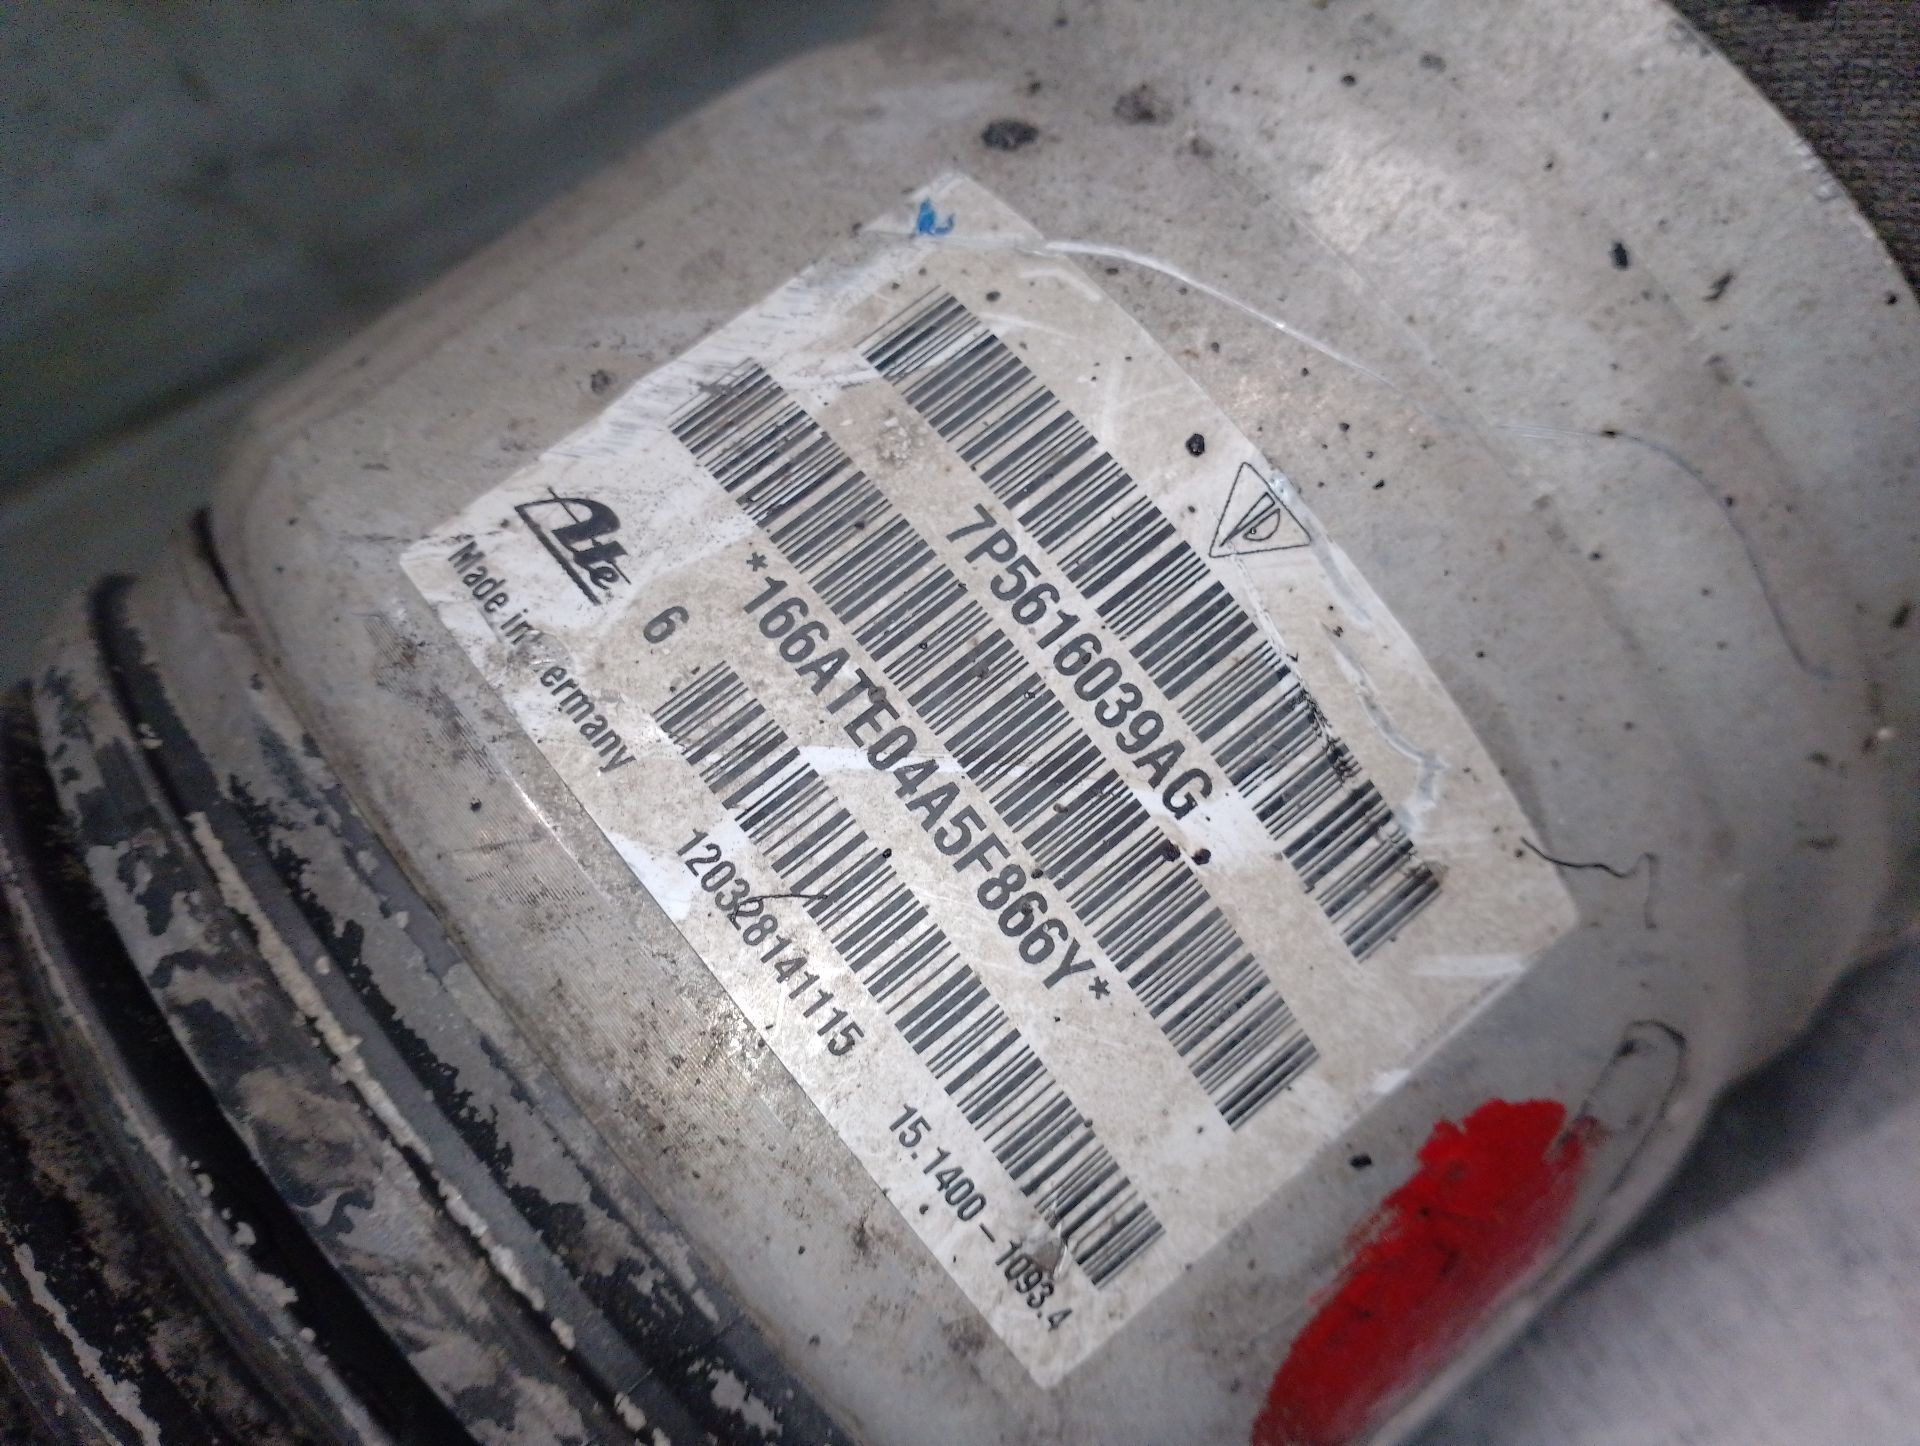 7P5616039AG
*166ATE04A5F866Y*
Ate
6
Made in Germany
120328141115
15.1400-1093.4